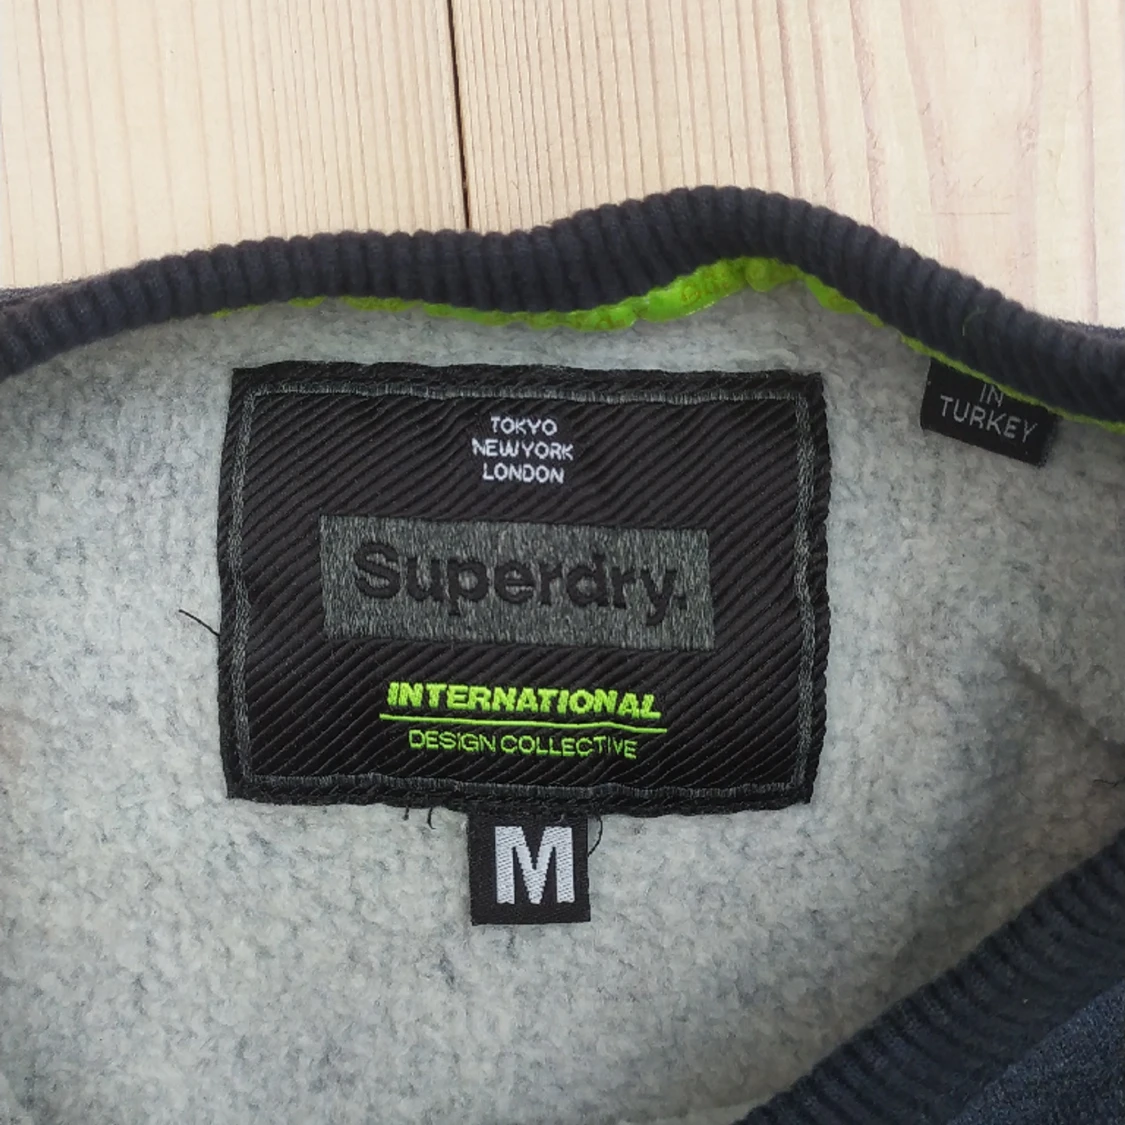 TOKYO
NEWYORK
LONDON
Superdry.
INTERNATIONAL
DESIGN COLLECTIVE
M
IN
TURKEY